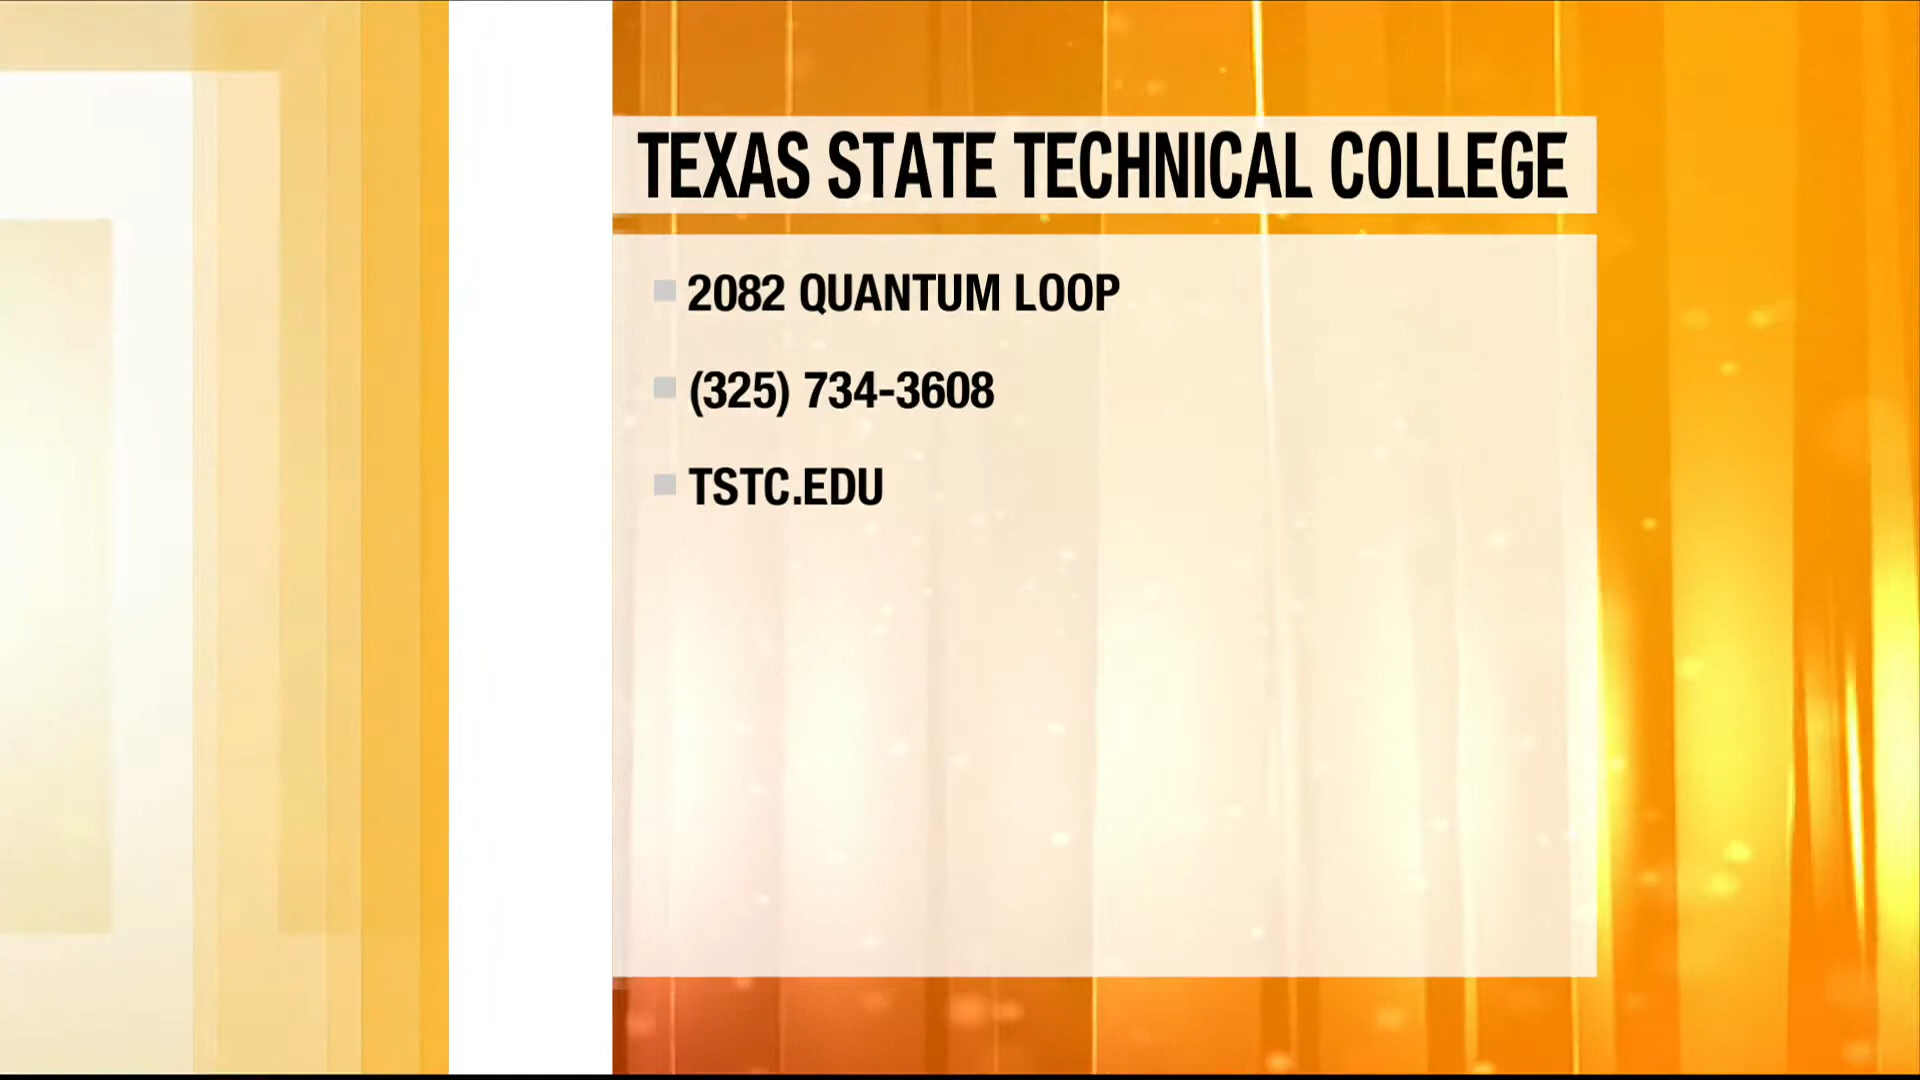 TEXAS STATE TECHNICAL COLLEGE
2082 QUANTUM LOOP
(325) 734-3608
TSTC.EDU